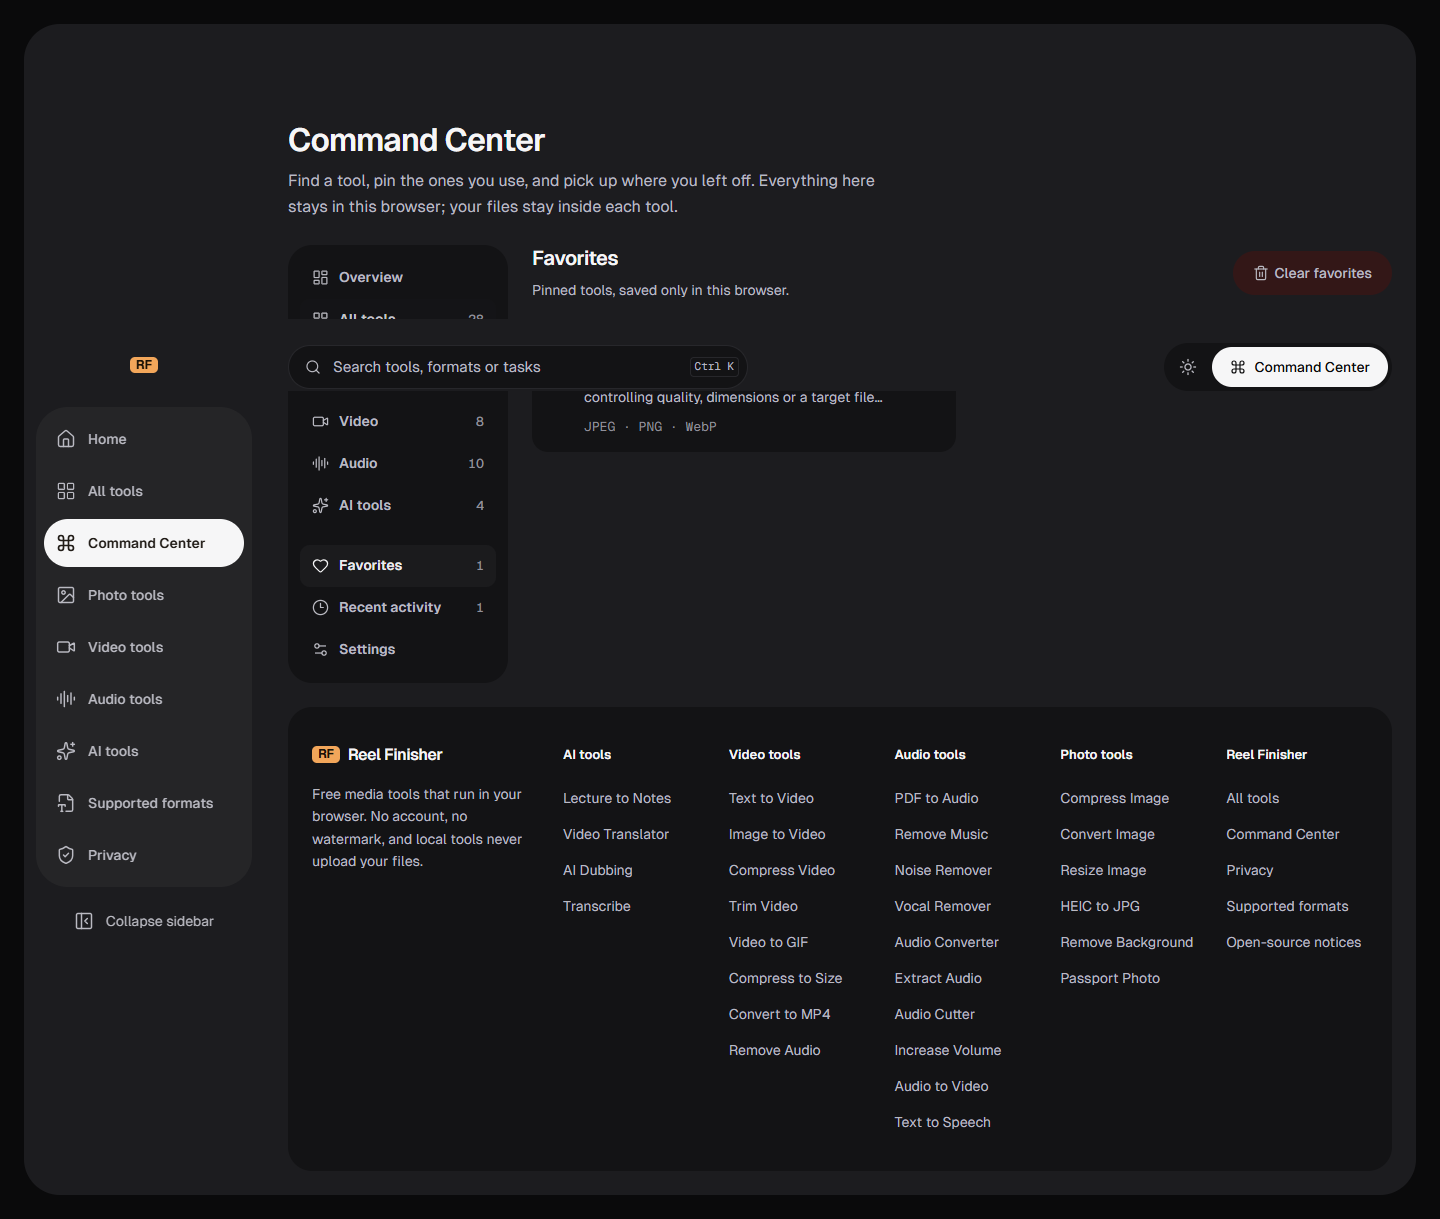 Command Center
Find a tool, pin the ones you use, and pick up where you left off. Everything here
stays in this browser; your files stay inside each tool.
Overview
All tools 28
Favorites
Pinned tools, saved only in this browser.
Clear favorites
RF
Search tools, formats or tasks
Ctrl K
Command Center
controlling quality, dimensions or a target file…
JPEG · PNG · WebP
Video 8
Audio 10
AI tools 4
Favorites 1
Recent activity 1
Settings
Home
All tools
Command Center
Photo tools
Video tools
Audio tools
AI tools
Supported formats
Privacy
Collapse sidebar
RF Reel Finisher
Free media tools that run in your
browser. No account, no
watermark, and local tools never
upload your files.
AI tools
Lecture to Notes
Video Translator
AI Dubbing
Transcribe
Video tools
Text to Video
Image to Video
Compress Video
Trim Video
Video to GIF
Compress to Size
Convert to MP4
Remove Audio
Audio tools
PDF to Audio
Remove Music
Noise Remover
Vocal Remover
Audio Converter
Extract Audio
Audio Cutter
Increase Volume
Audio to Video
Text to Speech
Photo tools
Compress Image
Convert Image
Resize Image
HEIC to JPG
Remove Background
Passport Photo
Reel Finisher
All tools
Command Center
Privacy
Supported formats
Open-source notices